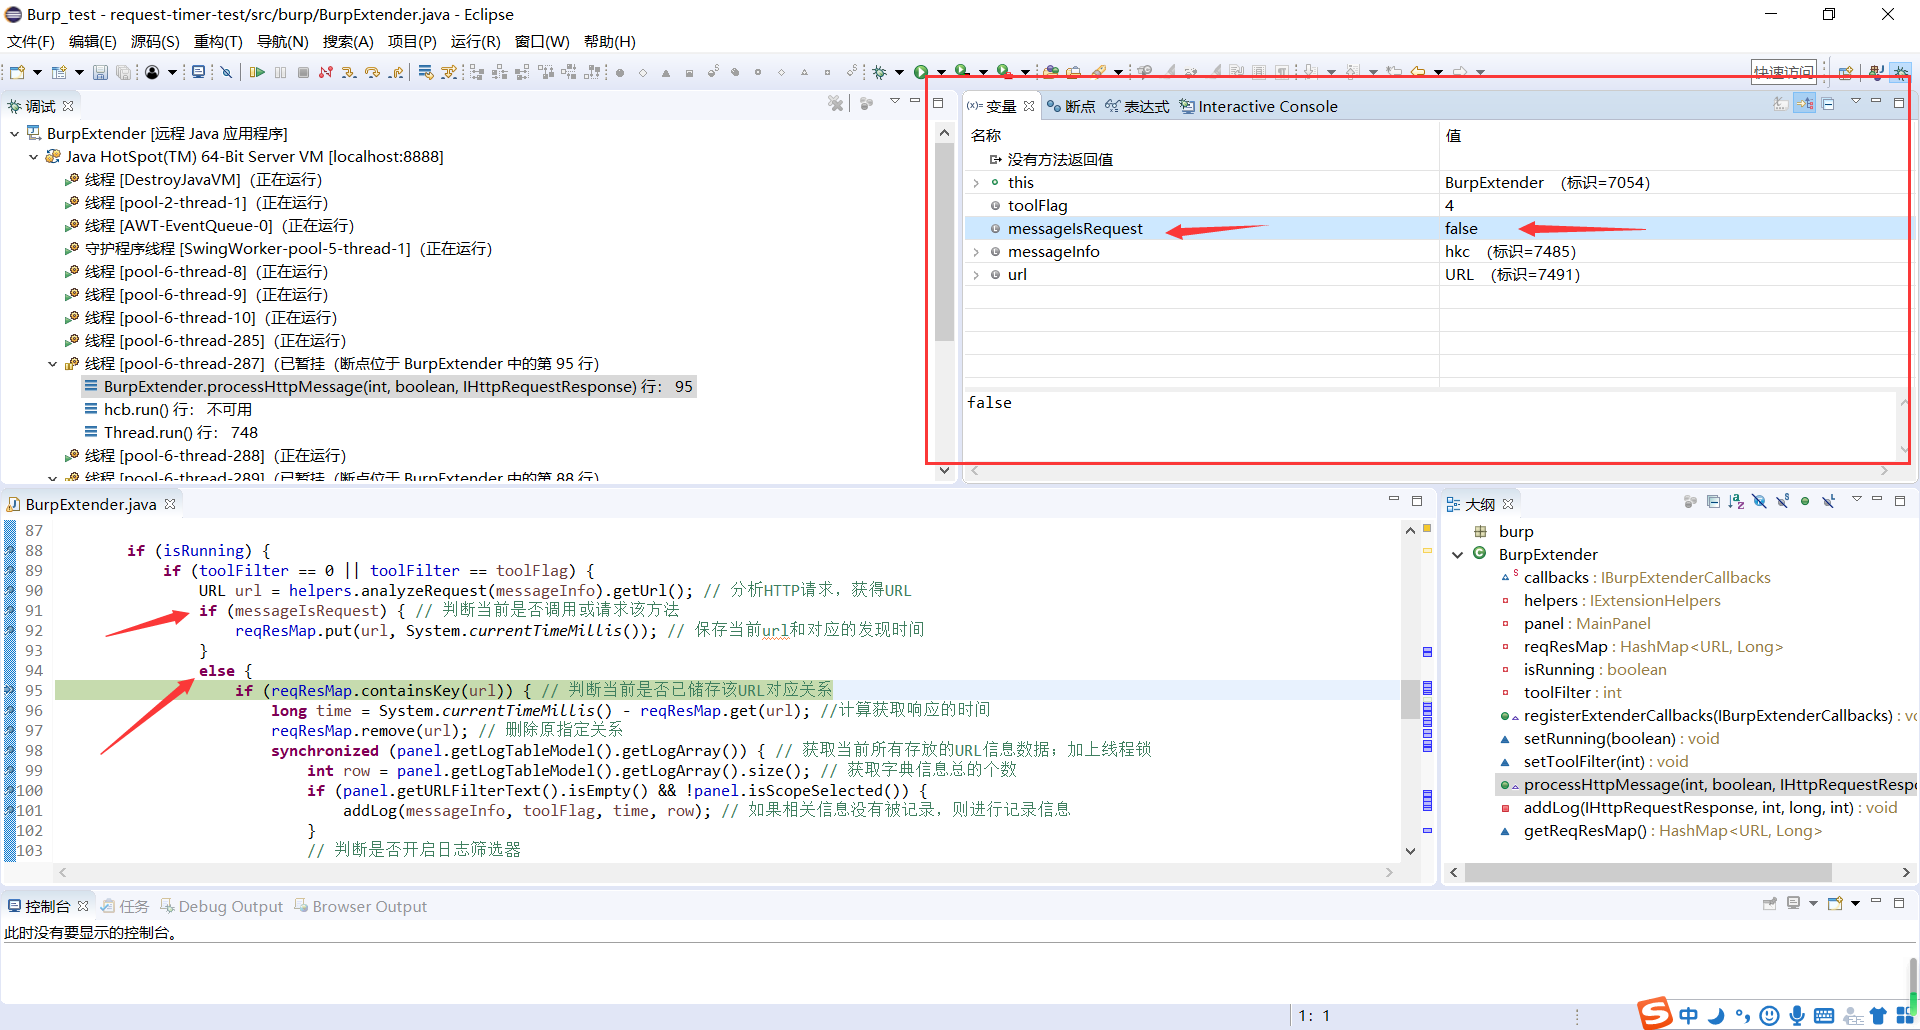 Burp_test - request-timer-test/src/burp/BurpExtender.java - Eclipse
文件(F) 编辑(E) 源码(S) 重构(T) 导航(N) 搜索(A) 项目(P) 运行(R) 窗口(W) 帮助(H)
快速访问
调试
BurpExtender [远程 Java 应用程序]
Java HotSpot(TM) 64-Bit Server VM [localhost:8888]
线程 [DestroyJavaVM]（正在运行）
线程 [pool-2-thread-1]（正在运行）
线程 [AWT-EventQueue-0]（正在运行）
守护程序线程 [SwingWorker-pool-5-thread-1]（正在运行）
线程 [pool-6-thread-8]（正在运行）
线程 [pool-6-thread-9]（正在运行）
线程 [pool-6-thread-10]（正在运行）
线程 [pool-6-thread-285]（正在运行）
线程 [pool-6-thread-287]（已暂挂（断点位于 BurpExtender 中的第 95 行）
BurpExtender.processHttpMessage(int, boolean, IHttpRequestResponse) 行： 95
hcb.run() 行： 不可用
Thread.run() 行： 748
线程 [pool-6-thread-288]（正在运行）
线程 [pool-6-thread-289]（已暂挂（断点位于 BurpExtender 中的第 88 行）
(x)= 变量 断点 表达式 Interactive Console
名称 值
没有方法返回值
this BurpExtender （标识=7054）
toolFlag 4
messageIsRequest false
messageInfo hkc （标识=7485）
url URL （标识=7491）
false
BurpExtender.java
87
88 if (isRunning) {
89 if (toolFilter == 0 || toolFilter == toolFlag) {
90 URL url = helpers.analyzeRequest(messageInfo).getUrl(); // 分析HTTP请求，获得URL
91 if (messageIsRequest) { // 判断当前是否调用或请求该方法
92 reqResMap.put(url, System.currentTimeMillis()); // 保存当前url和对应的发现时间
93 }
94 else {
95 if (reqResMap.containsKey(url)) { // 判断当前是否已储存该URL对应关系
96 long time = System.currentTimeMillis() - reqResMap.get(url); //计算获取响应的时间
97 reqResMap.remove(url); // 删除原指定关系
98 synchronized (panel.getLogTableModel().getLogArray()) { // 获取当前所有存放的URL信息数据；加上线程锁
99 int row = panel.getLogTableModel().getLogArray().size(); // 获取字典信息总的个数
100 if (panel.getURLFilterText().isEmpty() && !panel.isScopeSelected()) {
101 addLog(messageInfo, toolFlag, time, row); // 如果相关信息没有被记录，则进行记录信息
102 }
103 // 判断是否开启日志筛选器
大纲
burp
BurpExtender
callbacks : IBurpExtenderCallbacks
helpers : IExtensionHelpers
panel : MainPanel
reqResMap : HashMap<URL, Long>
isRunning : boolean
toolFilter : int
registerExtenderCallbacks(IBurpExtenderCallbacks) : vo
setRunning(boolean) : void
setToolFilter(int) : void
processHttpMessage(int, boolean, IHttpRequestRespo
addLog(IHttpRequestResponse, int, long, int) : void
getReqResMap() : HashMap<URL, Long>
控制台 任务 Debug Output Browser Output
此时没有要显示的控制台。
1: 1
S 中